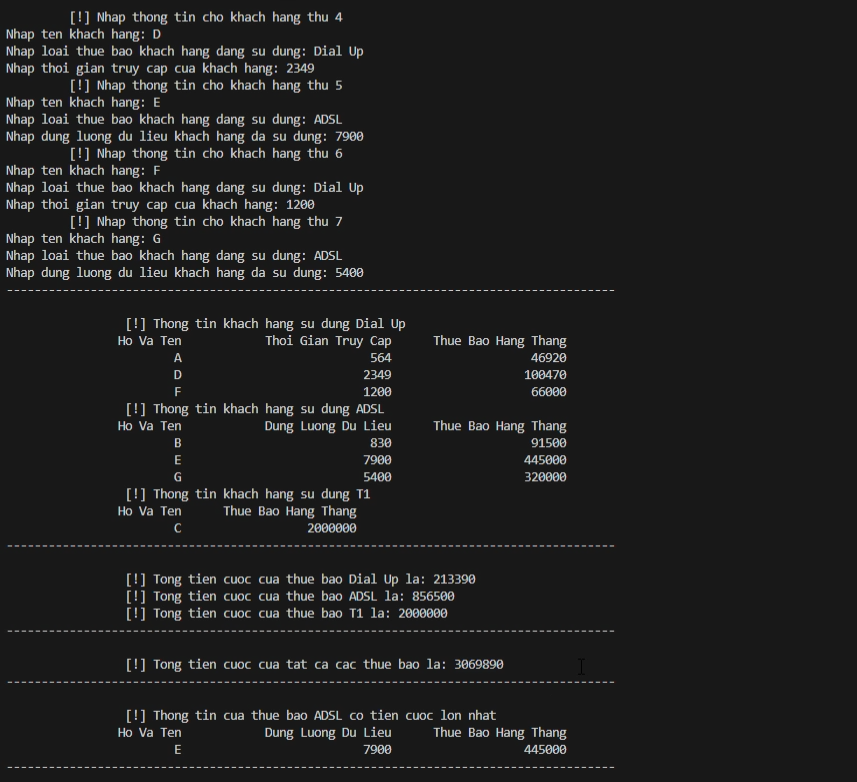 [!] Nhap thong tin cho khach hang thu 4
Nhap ten khach hang: D
Nhap loai thue bao khach hang dang su dung: Dial Up
Nhap thoi gian truy cap cua khach hang: 2349
[!] Nhap thong tin cho khach hang thu 5
Nhap ten khach hang: E
Nhap loai thue bao khach hang dang su dung: ADSL
Nhap dung luong du lieu khach hang da su dung: 7900
[!] Nhap thong tin cho khach hang thu 6
Nhap ten khach hang: F
Nhap loai thue bao khach hang dang su dung: Dial Up
Nhap thoi gian truy cap cua khach hang: 1200
[!] Nhap thong tin cho khach hang thu 7
Nhap ten khach hang: G
Nhap loai thue bao khach hang dang su dung: ADSL
Nhap dung luong du lieu khach hang da su dung: 5400
---------------------------------------------------------------------------------------
[!] Thong tin khach hang su dung Dial Up
Ho Va Ten Thoi Gian Truy Cap Thue Bao Hang Thang
A 564 46920
D 2349 100470
F 1200 66000
[!] Thong tin khach hang su dung ADSL
Ho Va Ten Dung Luong Du Lieu Thue Bao Hang Thang
B 830 91500
E 7900 445000
G 5400 320000
[!] Thong tin khach hang su dung T1
Ho Va Ten Thue Bao Hang Thang
C 2000000
---------------------------------------------------------------------------------------
[!] Tong tien cuoc cua thue bao Dial Up la: 213390
[!] Tong tien cuoc cua thue bao ADSL la: 856500
[!] Tong tien cuoc cua thue bao T1 la: 2000000
---------------------------------------------------------------------------------------
[!] Tong tien cuoc cua tat ca cac thue bao la: 3069890
---------------------------------------------------------------------------------------
[!] Thong tin cua thue bao ADSL co tien cuoc lon nhat
Ho Va Ten Dung Luong Du Lieu Thue Bao Hang Thang
E 7900 445000
---------------------------------------------------------------------------------------